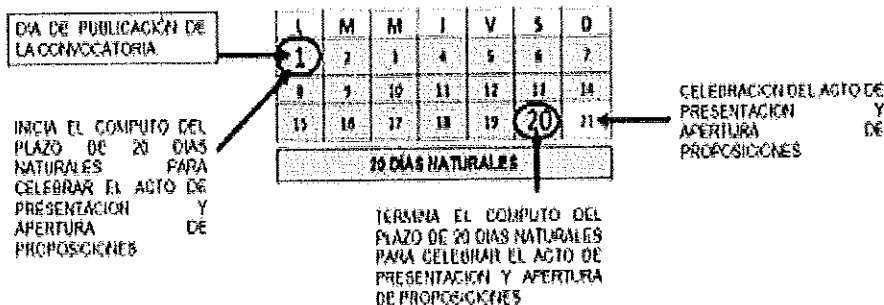 DIA DE PUBLICACIÓN DE
LA CONVOCATORIA.
L M M J V S D
1 2 3 4 5 6 7
8 9 10 11 12 13 14
15 16 17 18 19 20 21
20 DÍAS NATURALES
INICIA EL COMPUTO DEL
PLAZO DE 20 DIAS
NATURALES PARA
CELEBRAR EL ACTO DE
PRESENTACION Y
APERTURA DE
PROPOSICIONES
CELEBRACION DEL ACTO DE
PRESENTACION Y
APERTURA DE
PROPOSICIONES
TERMINA EL COMPUTO DEL
PLAZO DE 20 DIAS NATURALES
PARA CELEBRAR EL ACTO DE
PRESENTACION Y APERTURA
DE PROPOSICIONES